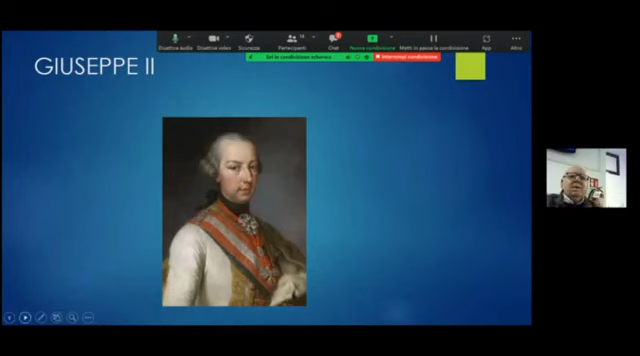 14
Disattiva audio Disattiva video Sicurezza Partecipanti Chat Nuova condivisione Metti in pausa la condivisione App Altro
Sei in condivisione schermo Interrompi condivisione
GIUSEPPE II